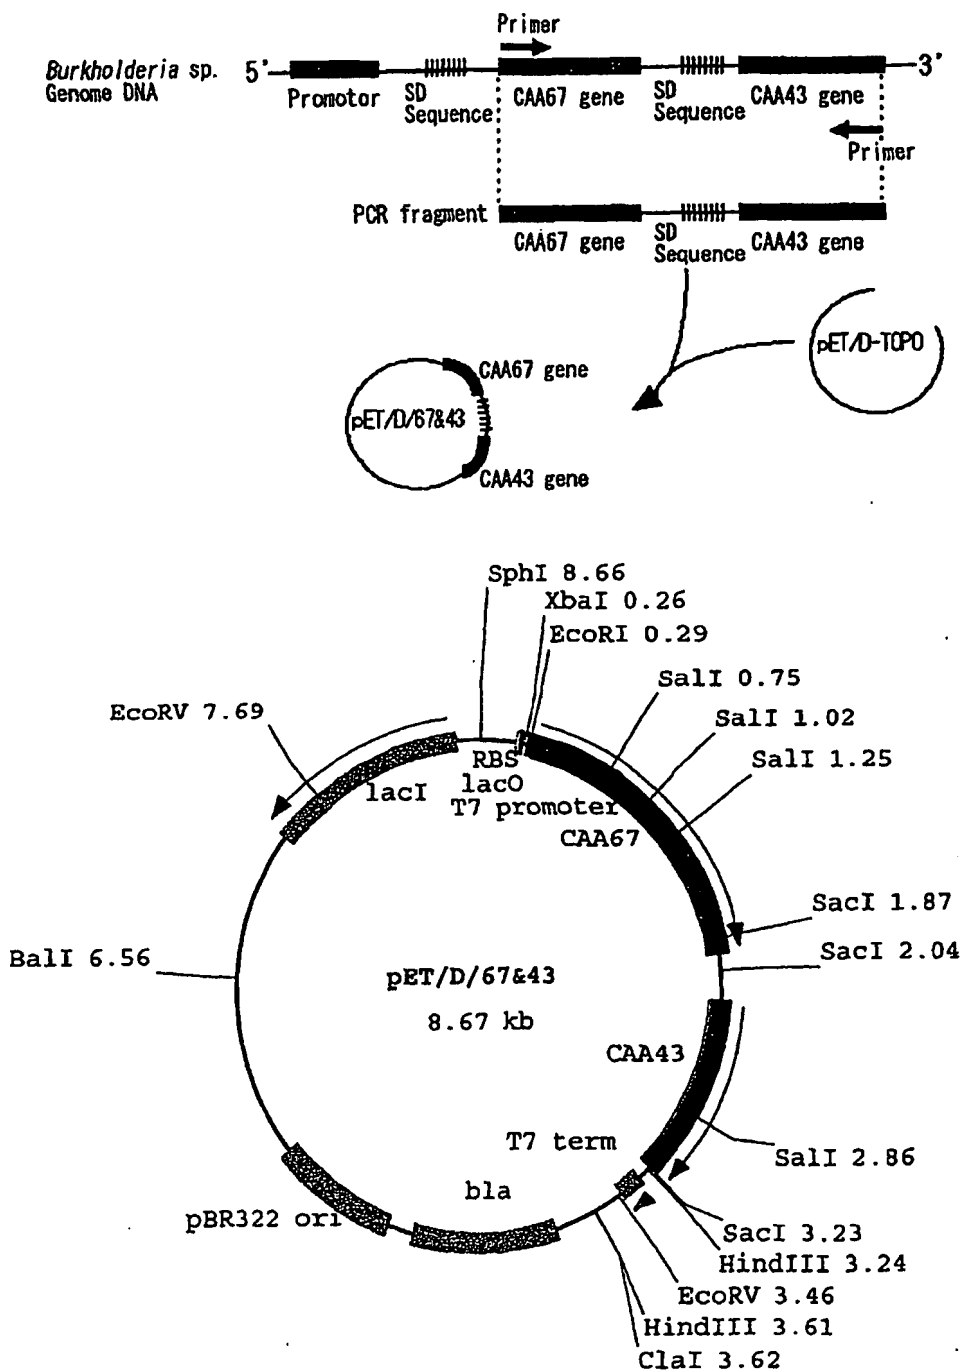 Primer
Burkholderia sp.
Genome DNA
5'
3'
Promotor
SD
Sequence
CAA67 gene
SD
Sequence
CAA43 gene
Primer
PCR fragment
CAA67 gene
SD
Sequence
CAA43 gene
pET/D-TOPO
CAA67 gene
pET/D/67&43
CAA43 gene
SphI 8.66
XbaI 0.26
EcoRI 0.29
SalI 0.75
EcoRV 7.69
SalI 1.02
SalI 1.25
RBS
lacI
lacO
T7 promoter
CAA67
SacI 1.87
SacI 2.04
BalI 6.56
pET/D/67&43
8.67 kb
CAA43
T7 term
SalI 2.86
bla
pBR322 ori
SacI 3.23
HindIII 3.24
EcoRV 3.46
HindIII 3.61
ClaI 3.62